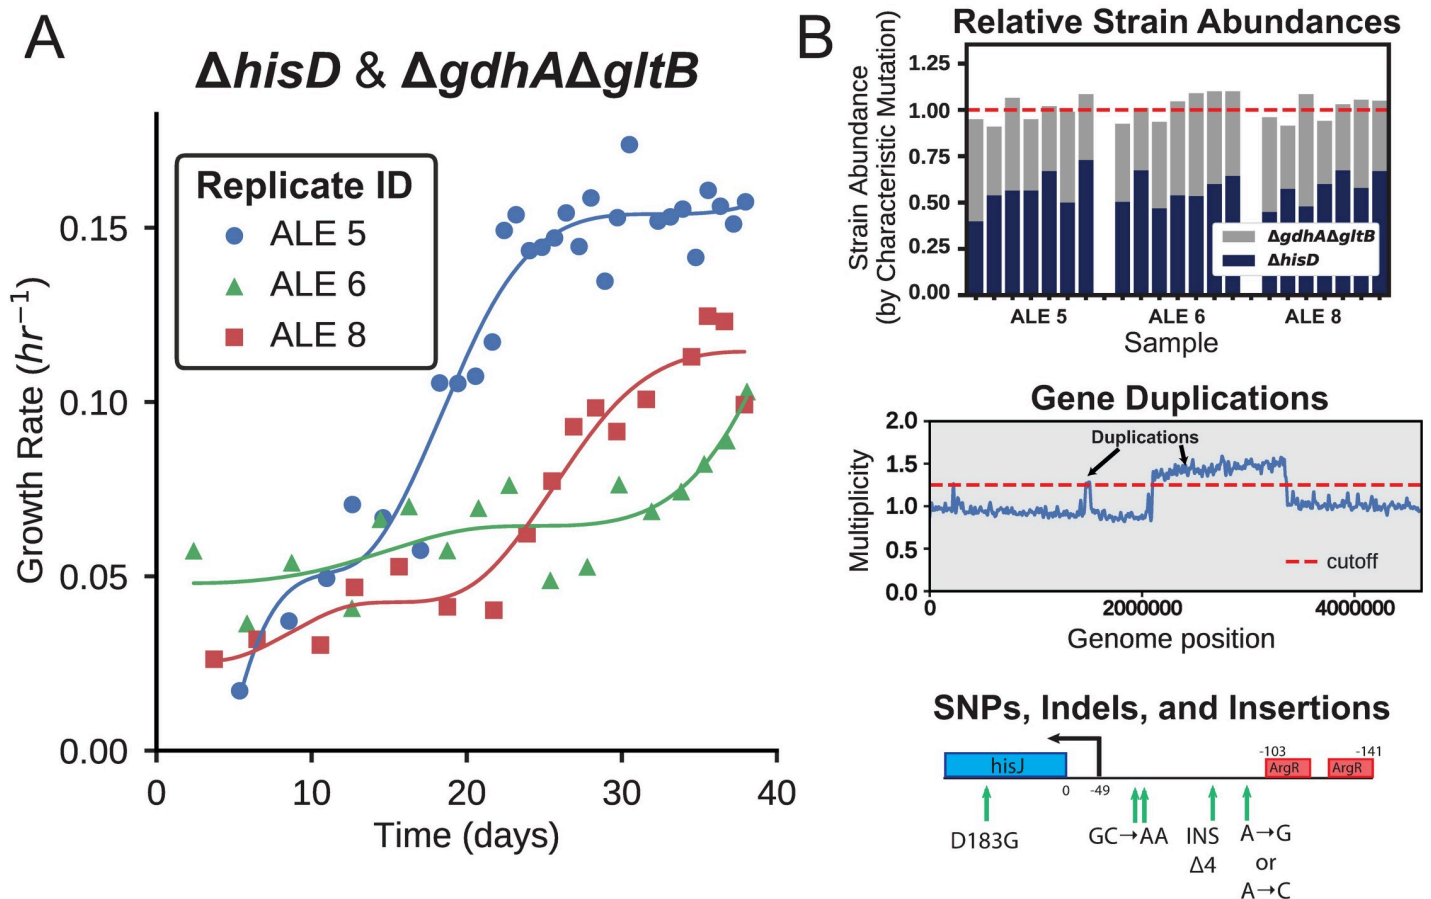 A
ΔhisD & ΔgdhAΔgltB
Replicate ID
ALE 5
ALE 6
ALE 8
Growth Rate (hr⁻¹)
0.15
0.10
0.05
0.00
0 10 20 30 40
Time (days)
B
Relative Strain Abundances
Strain Abundance
(by Characteristic Mutation)
1.25
1.00
0.75
0.50
0.25
0.00
ΔgdhAΔgltB
ΔhisD
ALE 5 ALE 6 ALE 8
Sample
Gene Duplications
Multiplicity
2.0
1.5
1.0
0.5
0.0
Duplications
cutoff
0 2000000 4000000
Genome position
SNPs, Indels, and Insertions
-103 -141
hisJ ArgR ArgR
0 -49
D183G GC→AA INS A→G
Δ4 or
A→C